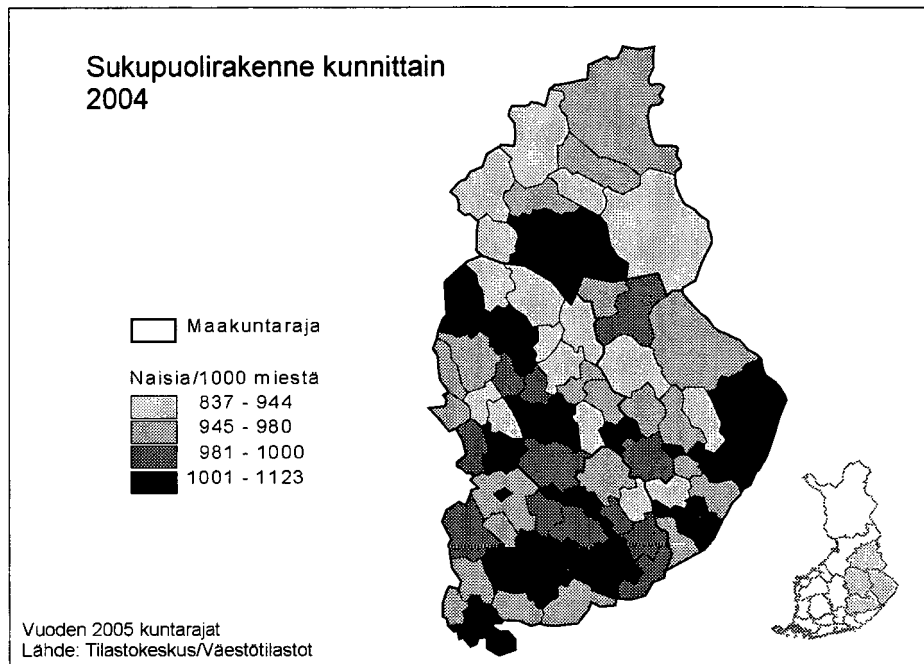 Sukupuolirakenne kunnittain
2004
Maakuntaraja
Naisia/1000 miestä
837 - 944
945 - 980
981 - 1000
1001 - 1123
Vuoden 2005 kuntarajat
Lähde: Tilastokeskus/Väestötilastot